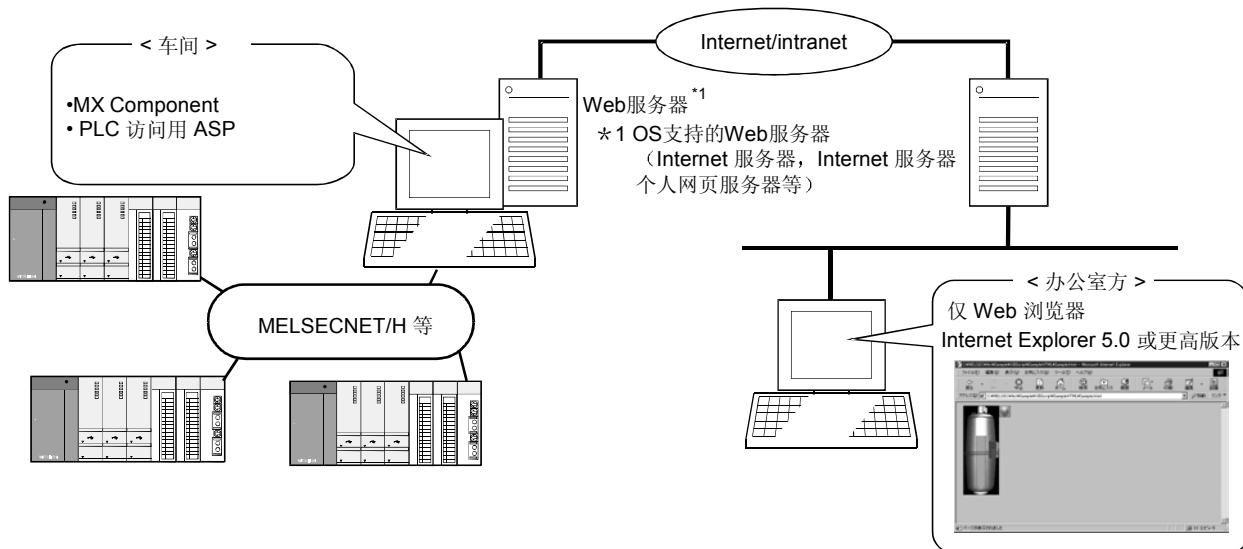 < 车间 >
•MX Component
• PLC 访问用 ASP
Internet/intranet
Web服务器*1
*1 OS支持的Web服务器
（Internet 服务器，Internet 服务器
个人网页服务器等）
MELSECNET/H 等
< 办公室方 >
仅 Web 浏览器
Internet Explorer 5.0 或更高版本